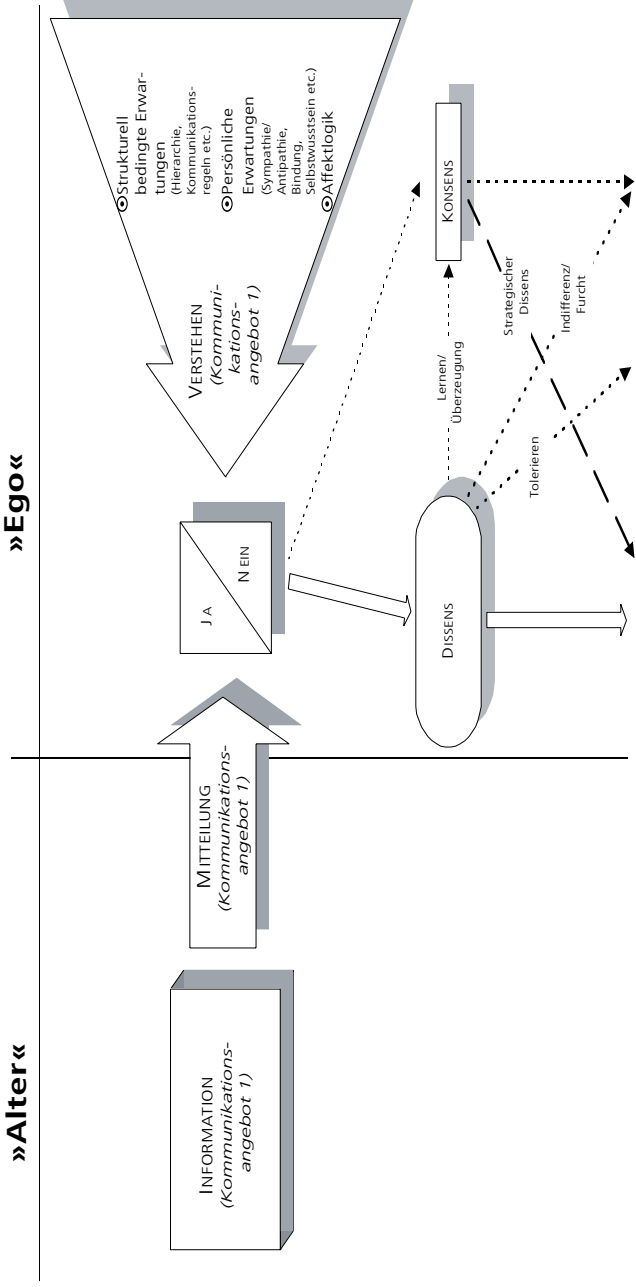 »Alter«
»Ego«
INFORMATION
(Kommunikations-
angebot 1)
MITTEILUNG
(Kommunikations-
angebot 1)
JA
NEIN
VERSTEHEN
(Kommuni-
kations-
angebot 1)
Strukturell
bedingte Erwar-
tungen
(Hierarchie,
Kommunikations-
regeln etc.)
Persönliche
Erwartungen
(Sympathie/
Antipathie,
Bindung,
Selbstwusstsein etc.)
Affektlogik
DISSENS
Lernen/
Überzeugung
KONSENS
Tolerieren
Strategischer
Dissens
Indifferenz/
Furcht